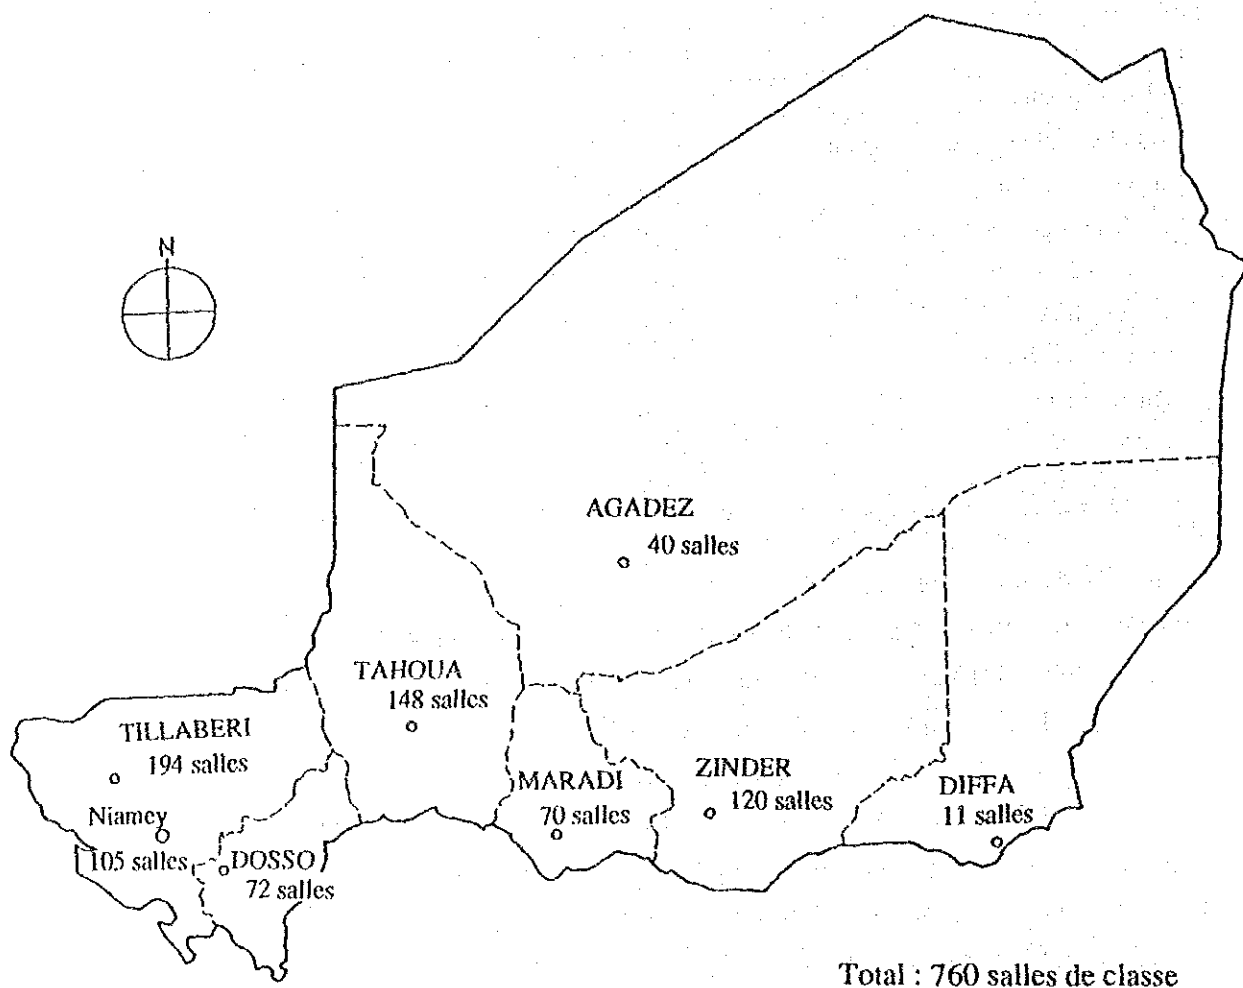 N
AGADEZ
40 salles
TAHOUA
148 salles
TILLABERI
194 salles
Niamey
105 salles
DOSSO
72 salles
MARADI
70 salles
ZINDER
120 salles
DIFFA
11 salles
Total : 760 salles de classe